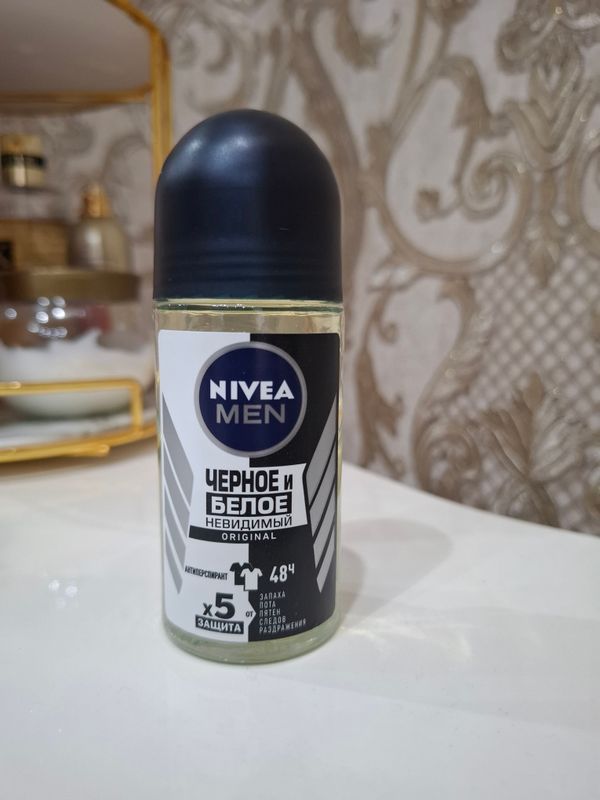 NIVEA
MEN
ЧЕРНОЕ и
БЕЛОЕ
НЕВИДИМЫЙ
ORIGINAL
АНТИПЕРСПИРАНТ
48Ч
x5
ЗАЩИТА
от
ЗАПАХА
ПОТА
ПЯТЕН
СЛЕДОВ
РАЗДРАЖЕНИЯ